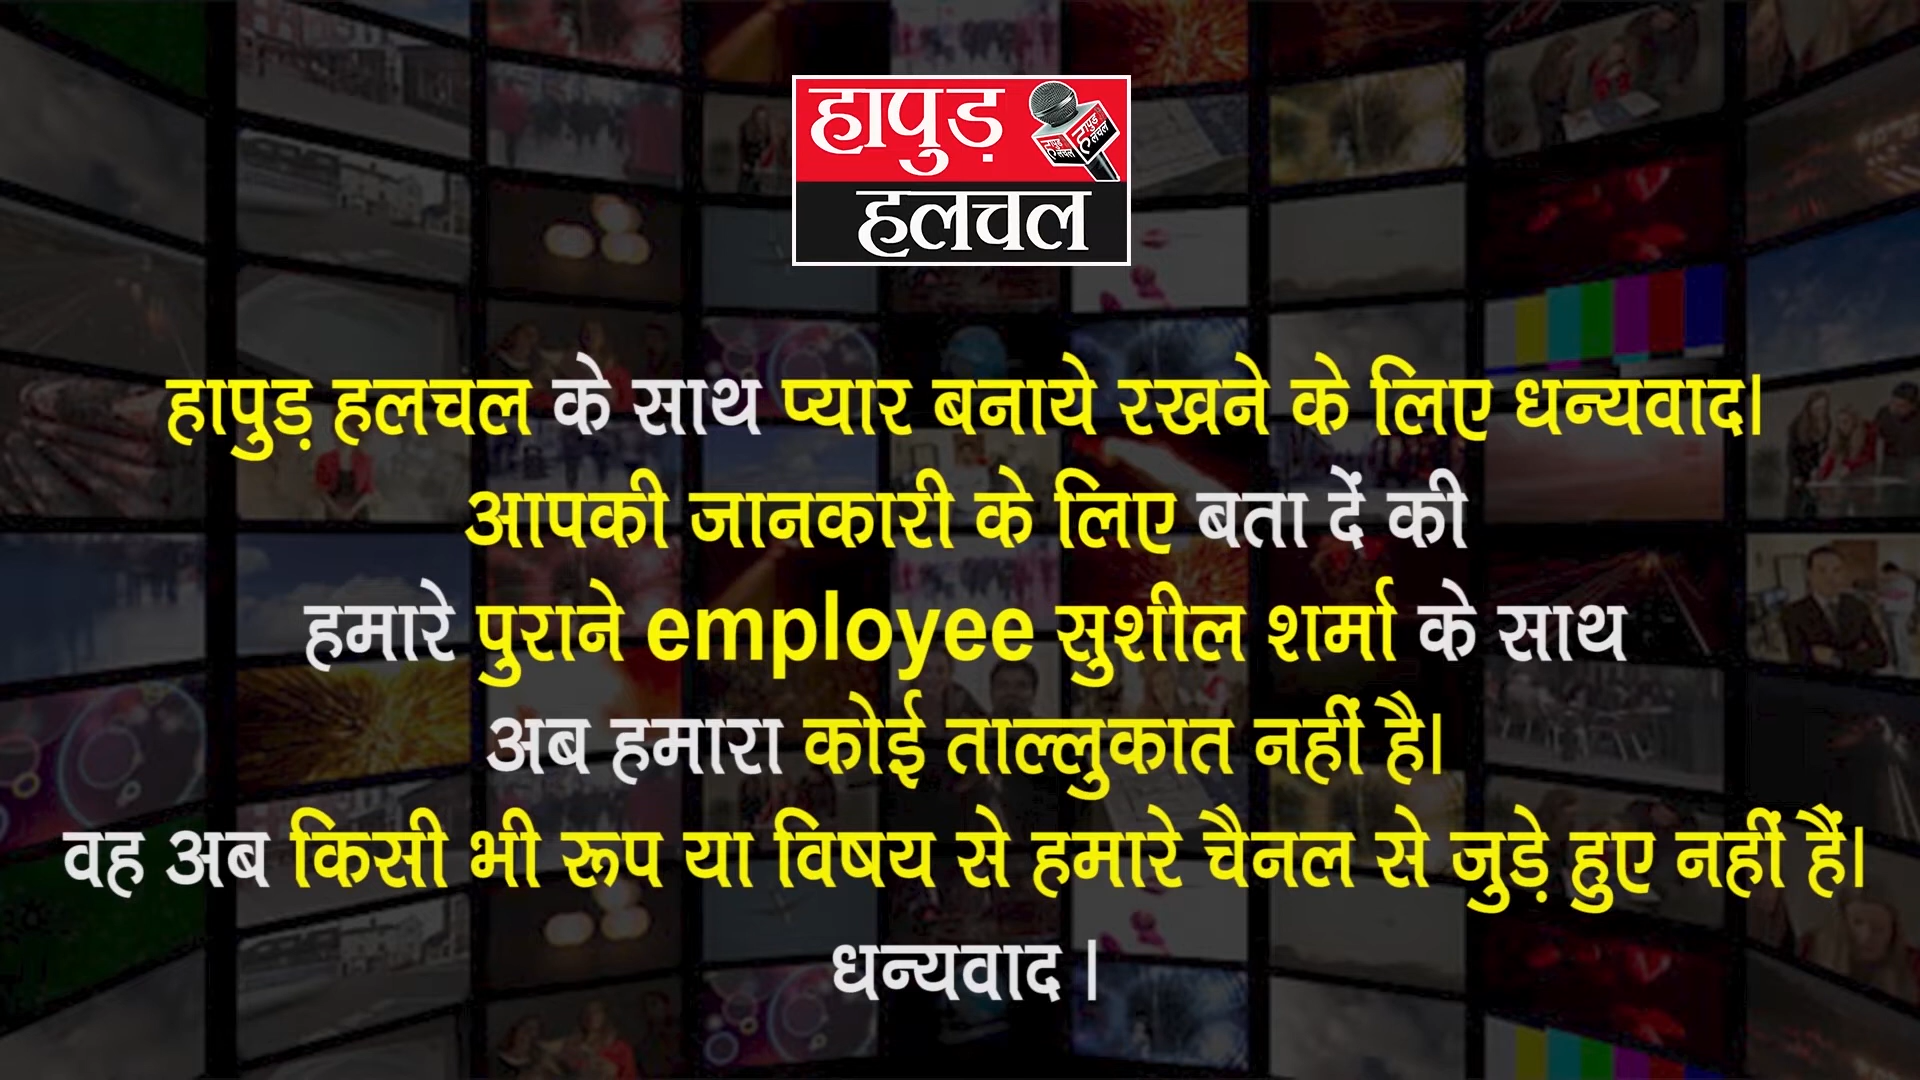 हापुड़
हलचल
हापुड़ हलचल के साथ प्यार बनाये रखने के लिए धन्यवाद।
आपकी जानकारी के लिए बता दें की
हमारे पुराने employee सुशील शर्मा के साथ
अब हमारा कोई ताल्लुकात नहीं है।
वह अब किसी भी रूप या विषय से हमारे चैनल से जुड़े हुए नहीं हैं।
धन्यवाद ।